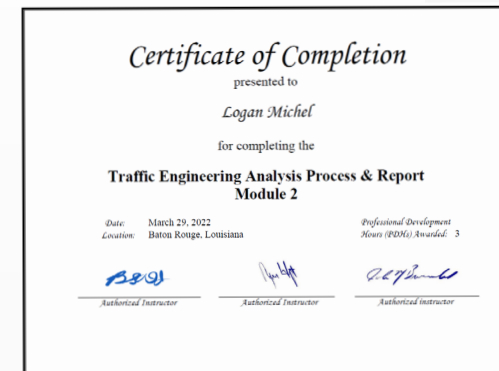 Certificate of Completion
presented to
Logan Michel
for completing the
Traffic Engineering Analysis Process & Report
Module 2
Date: March 29, 2022
Location: Baton Rouge, Louisiana
Professional Development
Hours (PDHs) Awarded: 3
Authorized Instructor
Authorized Instructor
Authorized instructor